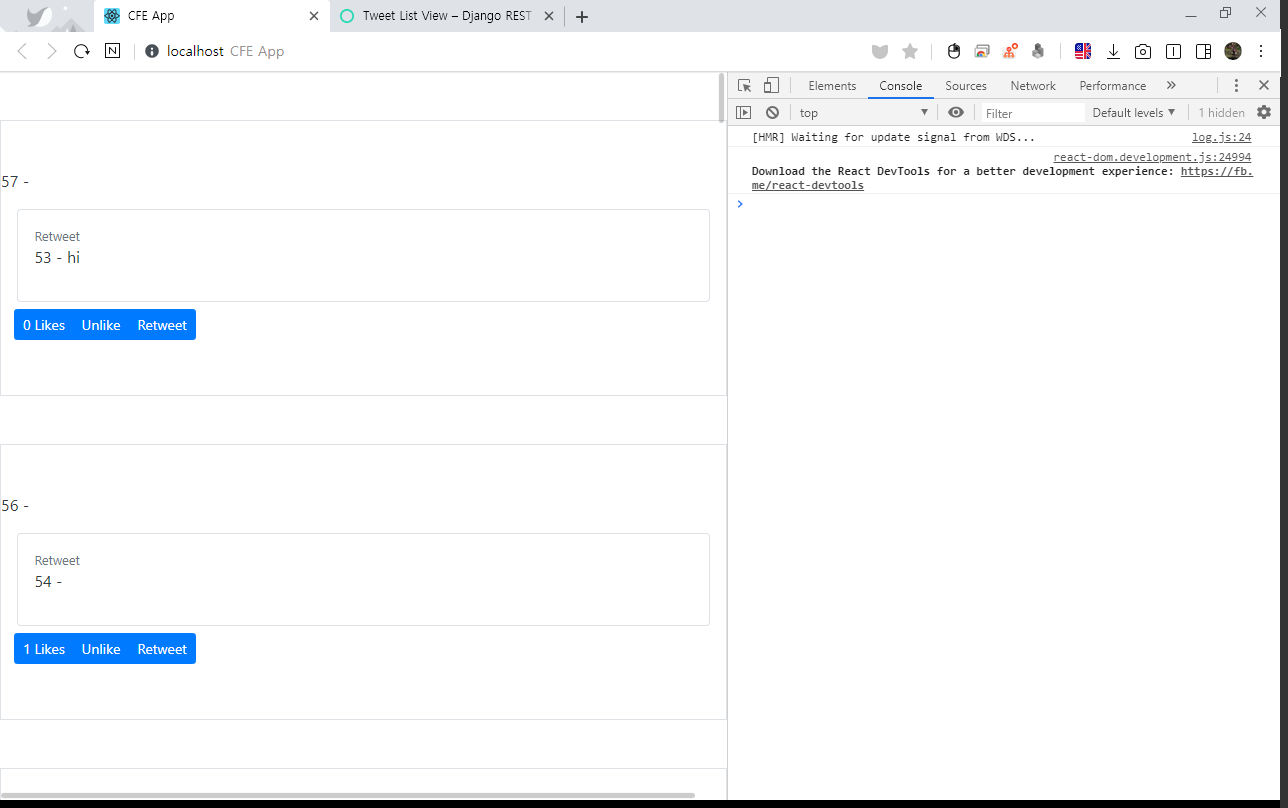 CFE App
Tweet List View – Django REST
N
localhost CFE App
Elements Console Sources Network Performance
top Filter Default levels 1 hidden
[HMR] Waiting for update signal from WDS... log.js:24
react-dom.development.js:24994
Download the React DevTools for a better development experience: https://fb.
me/react-devtools
57 -
Retweet
53 - hi
0 Likes Unlike Retweet
56 -
Retweet
54 -
1 Likes Unlike Retweet